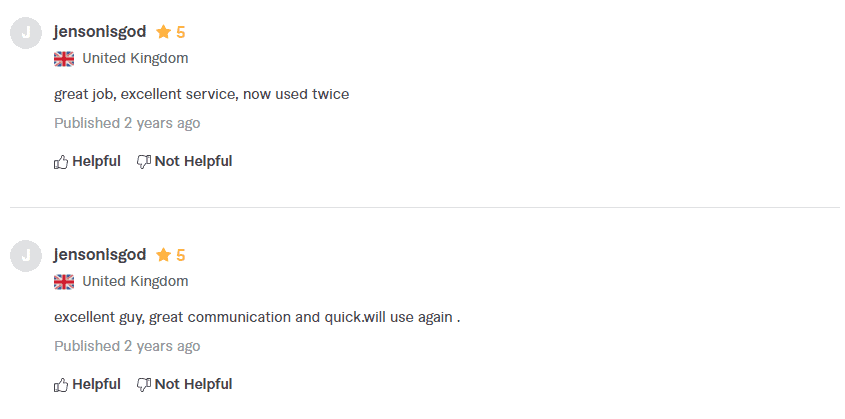 J jensonisgod 5
United Kingdom
great job, excellent service, now used twice
Published 2 years ago
Helpful Not Helpful
J jensonisgod 5
United Kingdom
excellent guy, great communication and quick.will use again .
Published 2 years ago
Helpful Not Helpful